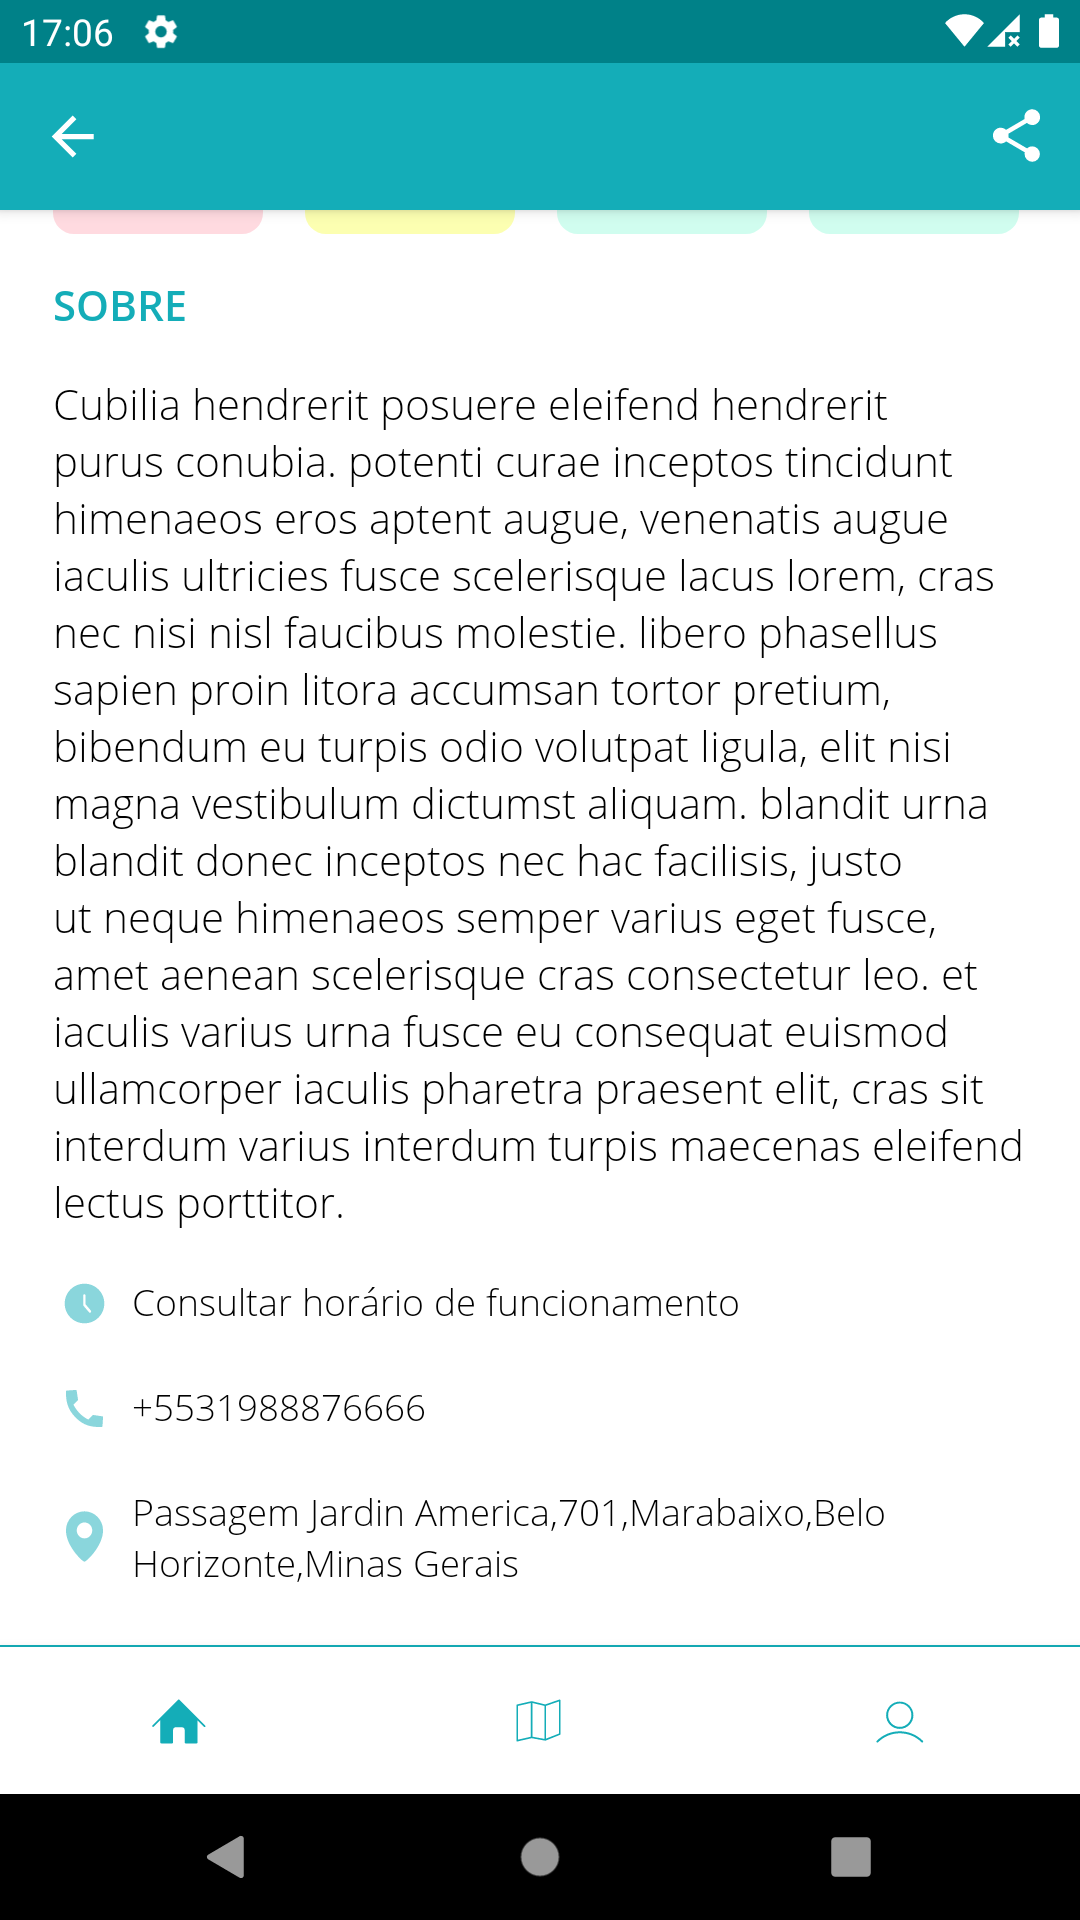 17:06
SOBRE
Cubilia hendrerit posuere eleifend hendrerit
purus conubia. potenti curae inceptos tincidunt
himenaeos eros aptent augue, venenatis augue
iaculis ultricies fusce scelerisque lacus lorem, cras
nec nisi nisl faucibus molestie. libero phasellus
sapien proin litora accumsan tortor pretium,
bibendum eu turpis odio volutpat ligula, elit nisi
magna vestibulum dictumst aliquam. blandit urna
blandit donec inceptos nec hac facilisis, justo
ut neque himenaeos semper varius eget fusce,
amet aenean scelerisque cras consectetur leo. et
iaculis varius urna fusce eu consequat euismod
ullamcorper iaculis pharetra praesent elit, cras sit
interdum varius interdum turpis maecenas eleifend
lectus porttitor.
Consultar horário de funcionamento
+5531988876666
Passagem Jardin America,701,Marabaixo,Belo
Horizonte,Minas Gerais